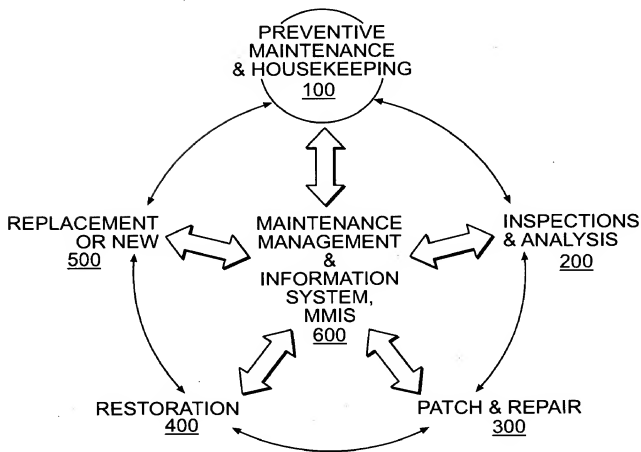 PREVENTIVE
MAINTENANCE
& HOUSEKEEPING
100
REPLACEMENT
OR NEW
500
MAINTENANCE
MANAGEMENT
&
INFORMATION
SYSTEM,
MMIS
600
INSPECTIONS
& ANALYSIS
200
RESTORATION
400
PATCH & REPAIR
300